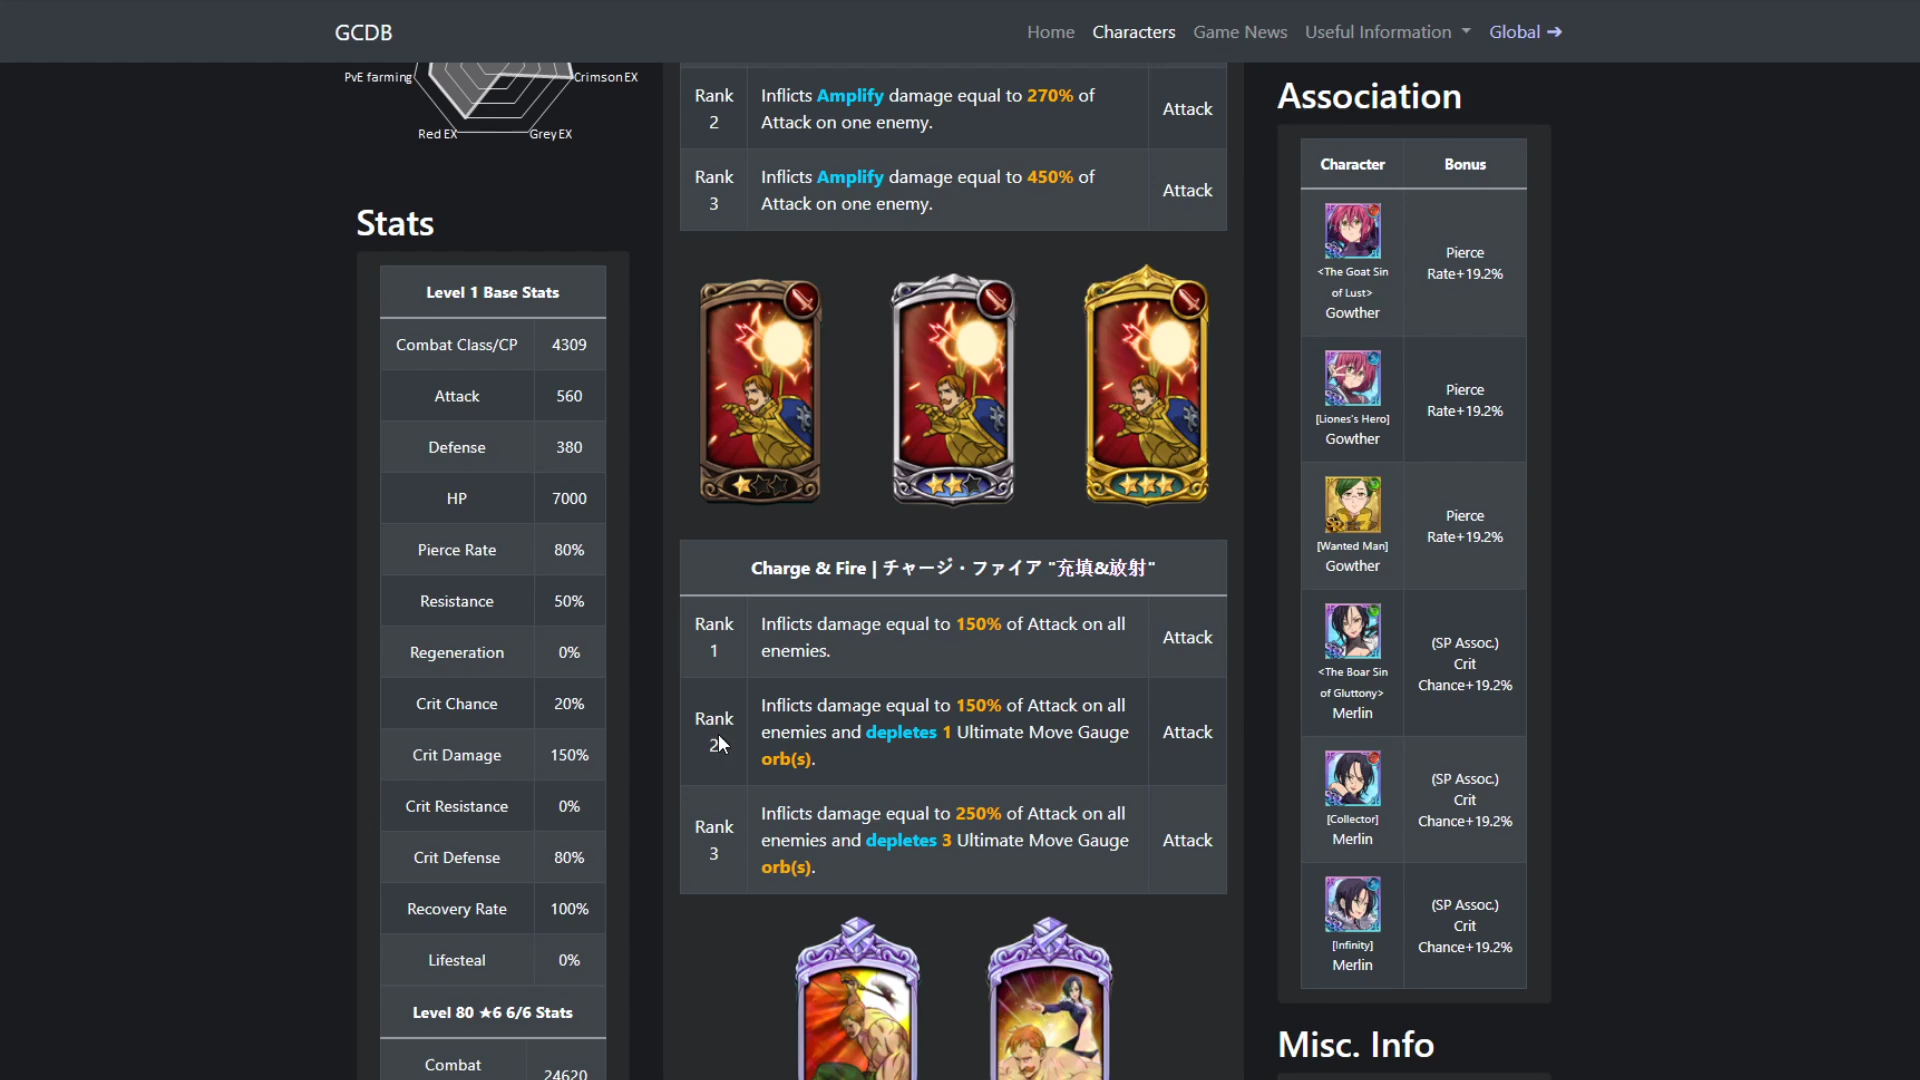 GCDB
Home Characters Game News Useful Information Global ➔
PvE farming
Crimson EX
Red EX
Grey EX
Stats
Level 1 Base Stats
Combat Class/CP 4309
Attack 560
Defense 380
HP 7000
Pierce Rate 80%
Resistance 50%
Regeneration 0%
Crit Chance 20%
Crit Damage 150%
Crit Resistance 0%
Crit Defense 80%
Recovery Rate 100%
Lifesteal 0%
Level 80 ★6 6/6 Stats
Combat
24620
Rank
2
Inflicts Amplify damage equal to 270% of
Attack on one enemy.
Attack
Rank
3
Inflicts Amplify damage equal to 450% of
Attack on one enemy.
Attack
Charge & Fire | チャージ・ファイア "充填&放射"
Rank
1
Inflicts damage equal to 150% of Attack on all
enemies.
Attack
Rank
2
Inflicts damage equal to 150% of Attack on all
enemies and depletes 1 Ultimate Move Gauge
orb(s).
Attack
Rank
3
Inflicts damage equal to 250% of Attack on all
enemies and depletes 3 Ultimate Move Gauge
orb(s).
Attack
Association
Character Bonus
<The Goat Sin
of Lust>
Gowther
Pierce
Rate+19.2%
[Liones's Hero]
Gowther
Pierce
Rate+19.2%
SR
[Wanted Man]
Gowther
Pierce
Rate+19.2%
<The Boar Sin
of Gluttony>
Merlin
(SP Assoc.)
Crit
Chance+19.2%
[Collector]
Merlin
(SP Assoc.)
Crit
Chance+19.2%
[Infinity]
Merlin
(SP Assoc.)
Crit
Chance+19.2%
Misc. Info